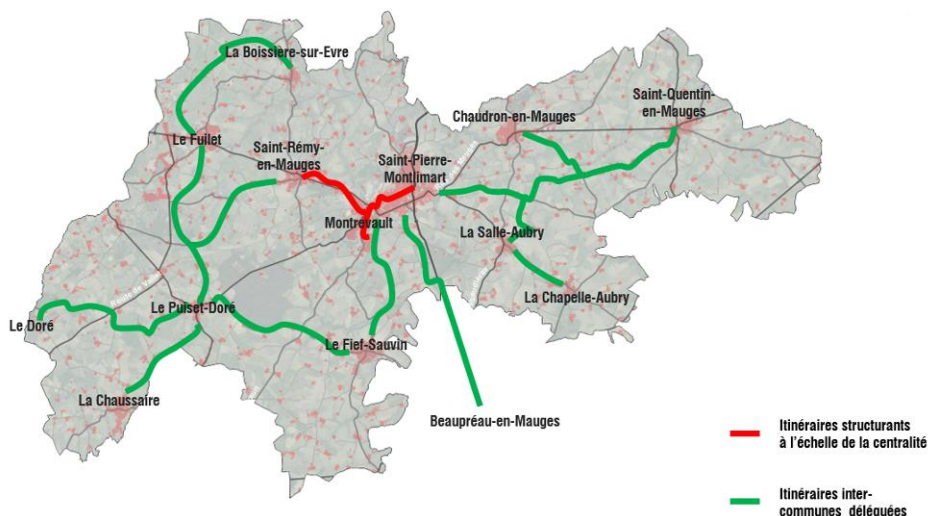 La Boissière-sur-Evre
Chaudron-en-Mauges
Saint-Quentin-
en-Mauges
Le Fuilet
Saint-Rémy-
en-Mauges
Saint-Pierre-
Montlimart
Montrevault
La Salle-Aubry
La Chapelle-Aubry
Le Doré
Le Puiset-Doré
Le Fief-Sauvin
La Chaussaire
Beaupréau-en-Mauges
Itinéraires structurants
à l'échelle de la centralité
Itinéraires inter-
communes déléguées